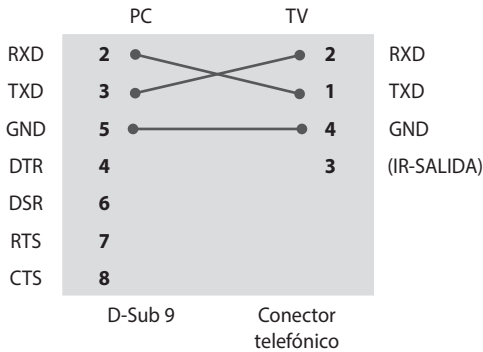 PC TV
RXD 2 2 RXD
TXD 3 1 TXD
GND 5 4 GND
DTR 4 3 (IR-SALIDA)
DSR 6
RTS 7
CTS 8
D-Sub 9 Conector
telefónico